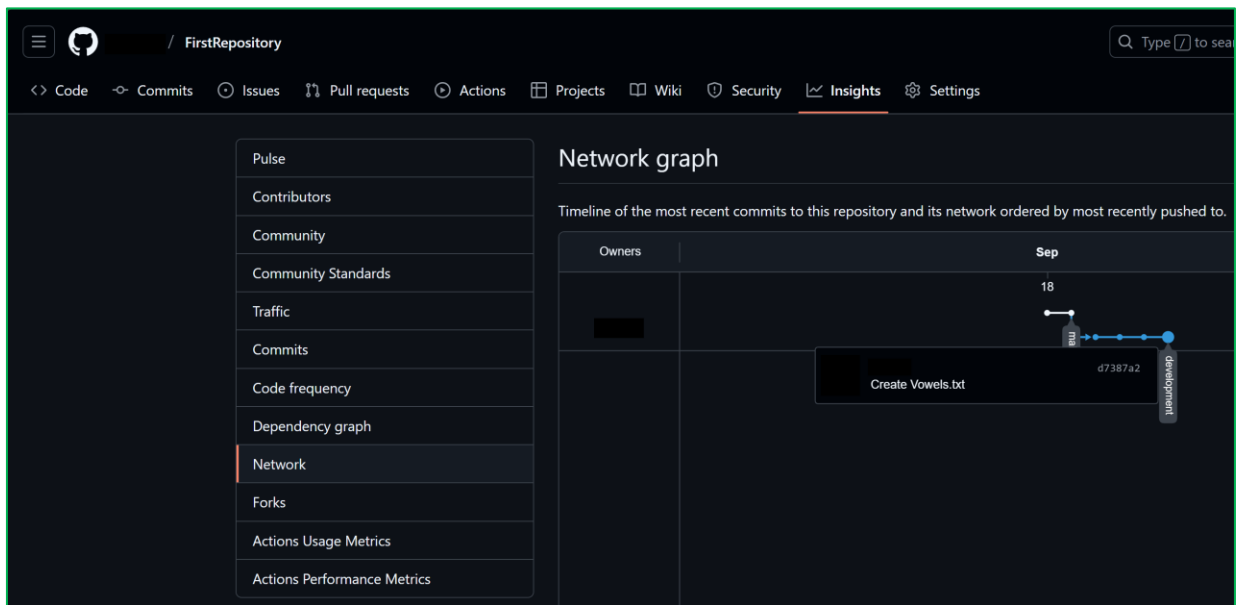 / FirstRepository
Type / to sear
Code Commits Issues Pull requests Actions Projects Wiki Security Insights Settings
Pulse
Contributors
Community
Community Standards
Traffic
Commits
Code frequency
Dependency graph
Network
Forks
Actions Usage Metrics
Actions Performance Metrics
Network graph
Timeline of the most recent commits to this repository and its network ordered by most recently pushed to.
Owners
Sep
18
ma
development
d7387a2
Create Vowels.txt